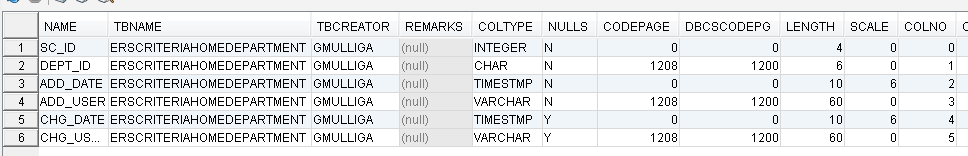 NAME TBNAME TBCREATOR REMARKS COLTYPE NULLS CODEPAGE DBCSCODEPG LENGTH SCALE COLNO
1 SC_ID ERSCRITERIAHOMEDEPARTMENT GMULLIGA (null) INTEGER N 0 0 4 0 0
2 DEPT_ID ERSCRITERIAHOMEDEPARTMENT GMULLIGA (null) CHAR N 1208 1200 6 0 1
3 ADD_DATE ERSCRITERIAHOMEDEPARTMENT GMULLIGA (null) TIMESTMP N 0 0 10 6 2
4 ADD_USER ERSCRITERIAHOMEDEPARTMENT GMULLIGA (null) VARCHAR N 1208 1200 60 0 3
5 CHG_DATE ERSCRITERIAHOMEDEPARTMENT GMULLIGA (null) TIMESTMP Y 0 0 10 6 4
6 CHG_US... ERSCRITERIAHOMEDEPARTMENT GMULLIGA (null) VARCHAR Y 1208 1200 60 0 5